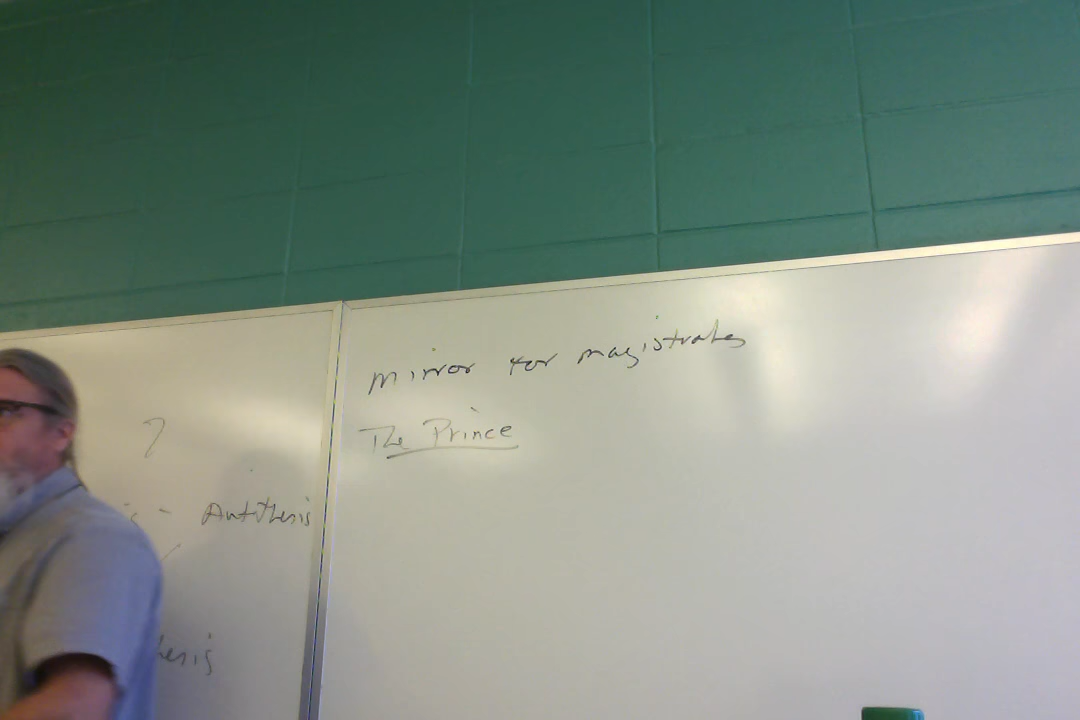 ?
- Antithesis
hesis
mirror for magistrates
The Prince